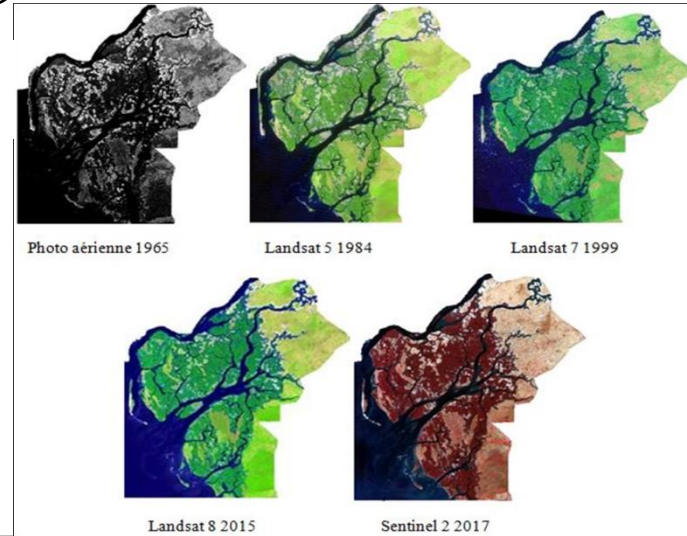 Photo aérienne 1965
Landsat 5 1984
Landsat 7 1999
Landsat 8 2015
Sentinel 2 2017